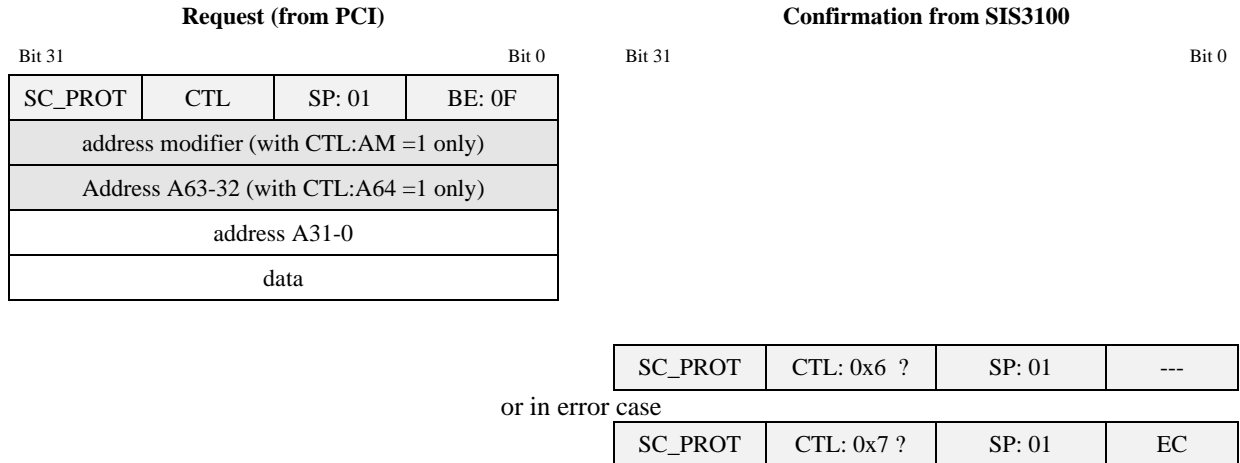 Request (from PCI)
Confirmation from SIS3100
Bit 31 Bit 0
Bit 31 Bit 0
SC_PROT CTL SP: 01 BE: 0F
address modifier (with CTL:AM =1 only)
Address A63-32 (with CTL:A64 =1 only)
address A31-0
data
SC_PROT CTL: 0x6 ? SP: 01 ---
or in error case
SC_PROT CTL: 0x7 ? SP: 01 EC